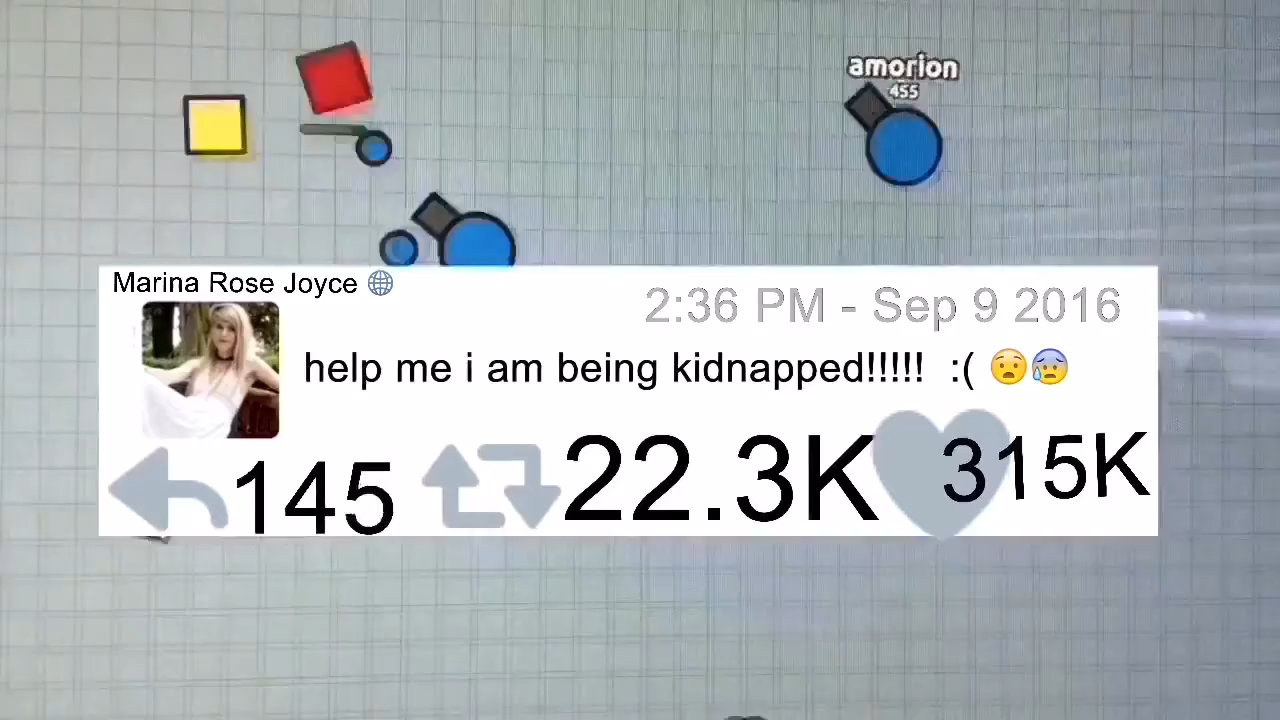 amorion
455
Marina Rose Joyce
2:36 PM - Sep 9 2016
help me i am being kidnapped!!!!! :( 😧😰
145 22.3K 315K